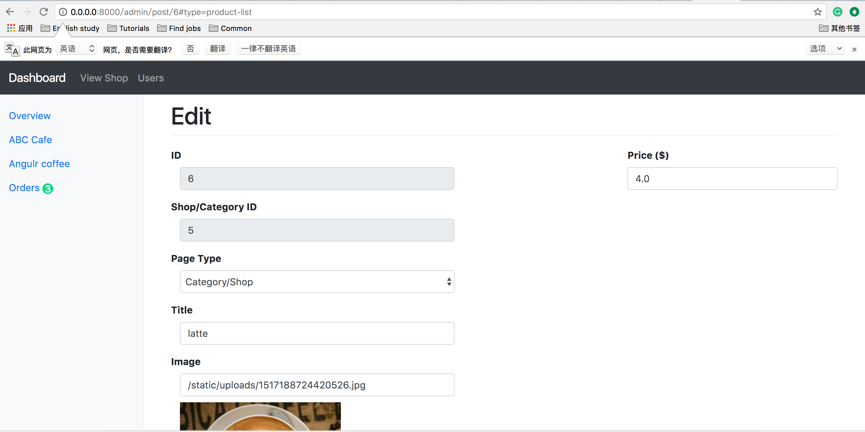 0.0.0.0:8000/admin/post/6#type=product-list
应用 English study Tutorials Find jobs Common 其他书签
此网页为 英语 网页，是否需要翻译？ 否 翻译 一律不翻译英语 选项
Dashboard View Shop Users
Overview
ABC Cafe
Angulr coffee
Orders 3
Edit
ID
6
Price ($)
4.0
Shop/Category ID
5
Page Type
Category/Shop
Title
latte
Image
/static/uploads/1517188724420526.jpg